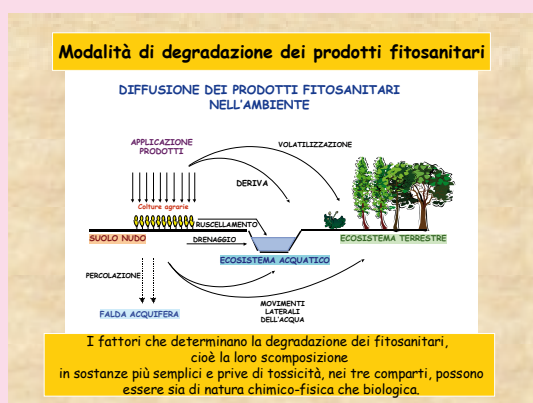 Modalità di degradazione dei prodotti fitosanitari
DIFFUSIONE DEI PRODOTTI FITOSANITARI
NELL'AMBIENTE
APPLICAZIONE
PRODOTTI
VOLATILIZZAZIONE
DERIVA
Colture agrarie
RUSCELLAMENTO
SUOLO NUDO
DRENAGGIO
ECOSISTEMA TERRESTRE
ECOSISTEMA ACQUATICO
PERCOLAZIONE
MOVIMENTI
LATERALI
DELL'ACQUA
FALDA ACQUIFERA
I fattori che determinano la degradazione dei fitosanitari,
cioè la loro scomposizione
in sostanze più semplici e prive di tossicità, nei tre comparti, possono
essere sia di natura chimico-fisica che biologica.